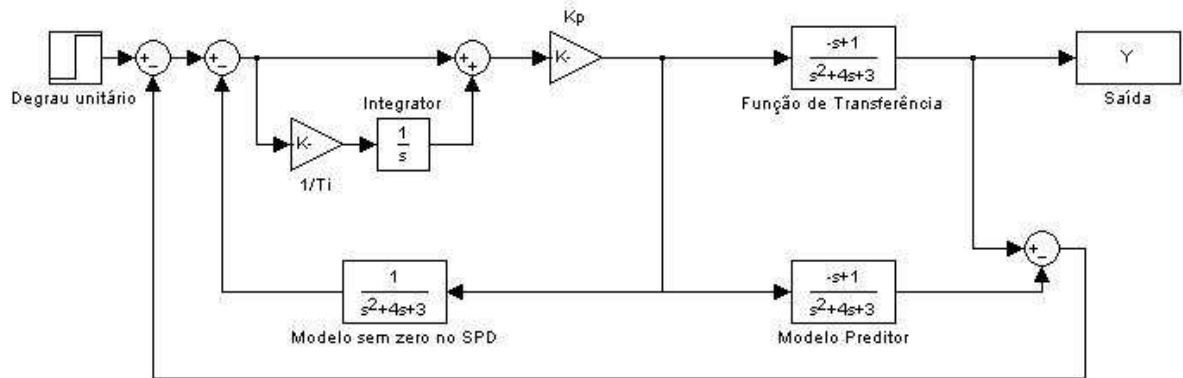 Kp
+
-
+
-
+
+
K-
-s+1
s²+4s+3
Y
Degrau unitário
Integrator
Função de Transferência
Saída
K-
1
s
1/Ti
+
-
1
s²+4s+3
-s+1
s²+4s+3
Modelo sem zero no SPD
Modelo Preditor